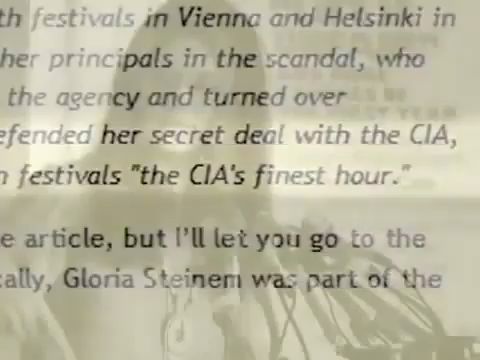 th festivals in Vienna and Helsinki in
her principals in the scandal, who
the agency and turned over
efended her secret deal with the CIA,
n festivals "the CIA's finest hour."
e article, but I'll let you go to the
cally, Gloria Steinem was part of the